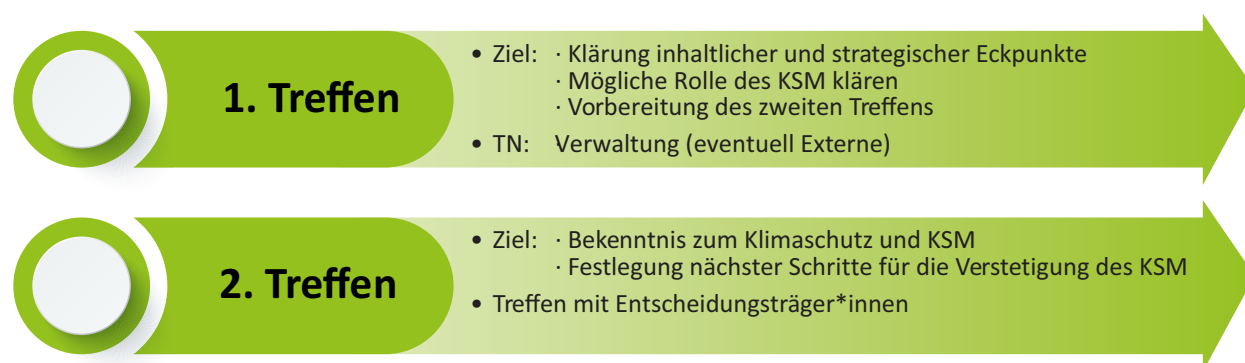 1. Treffen
• Ziel: · Klärung inhaltlicher und strategischer Eckpunkte
· Mögliche Rolle des KSM klären
· Vorbereitung des zweiten Treffens
• TN: Verwaltung (eventuell Externe)
2. Treffen
• Ziel: · Bekenntnis zum Klimaschutz und KSM
· Festlegung nächster Schritte für die Verstetigung des KSM
• Treffen mit Entscheidungsträger*innen